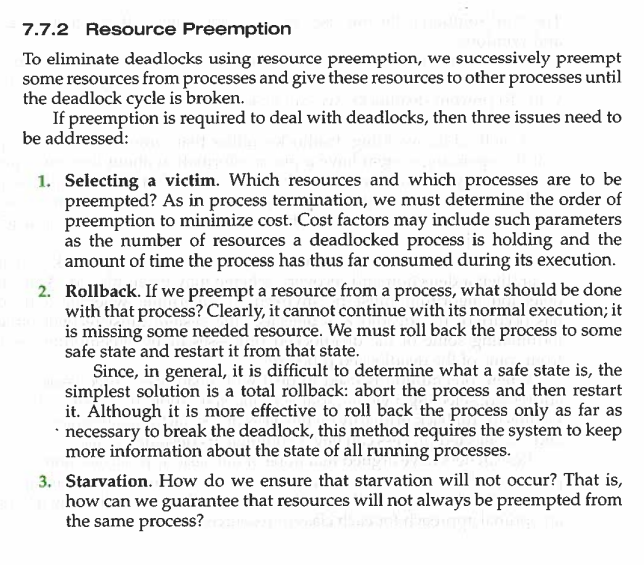 7.7.2 Resource Preemption
To eliminate deadlocks using resource preemption, we successively preempt
some resources from processes and give these resources to other processes until
the deadlock cycle is broken.
If preemption is required to deal with deadlocks, then three issues need to
be addressed:
1. Selecting a victim. Which resources and which processes are to be
preempted? As in process termination, we must determine the order of
preemption to minimize cost. Cost factors may include such parameters
as the number of resources a deadlocked process is holding and the
amount of time the process has thus far consumed during its execution.
2. Rollback. If we preempt a resource from a process, what should be done
with that process? Clearly, it cannot continue with its normal execution; it
is missing some needed resource. We must roll back the process to some
safe state and restart it from that state.
Since, in general, it is difficult to determine what a safe state is, the
simplest solution is a total rollback: abort the process and then restart
it. Although it is more effective to roll back the process only as far as
necessary to break the deadlock, this method requires the system to keep
more information about the state of all running processes.
3. Starvation. How do we ensure that starvation will not occur? That is,
how can we guarantee that resources will not always be preempted from
the same process?